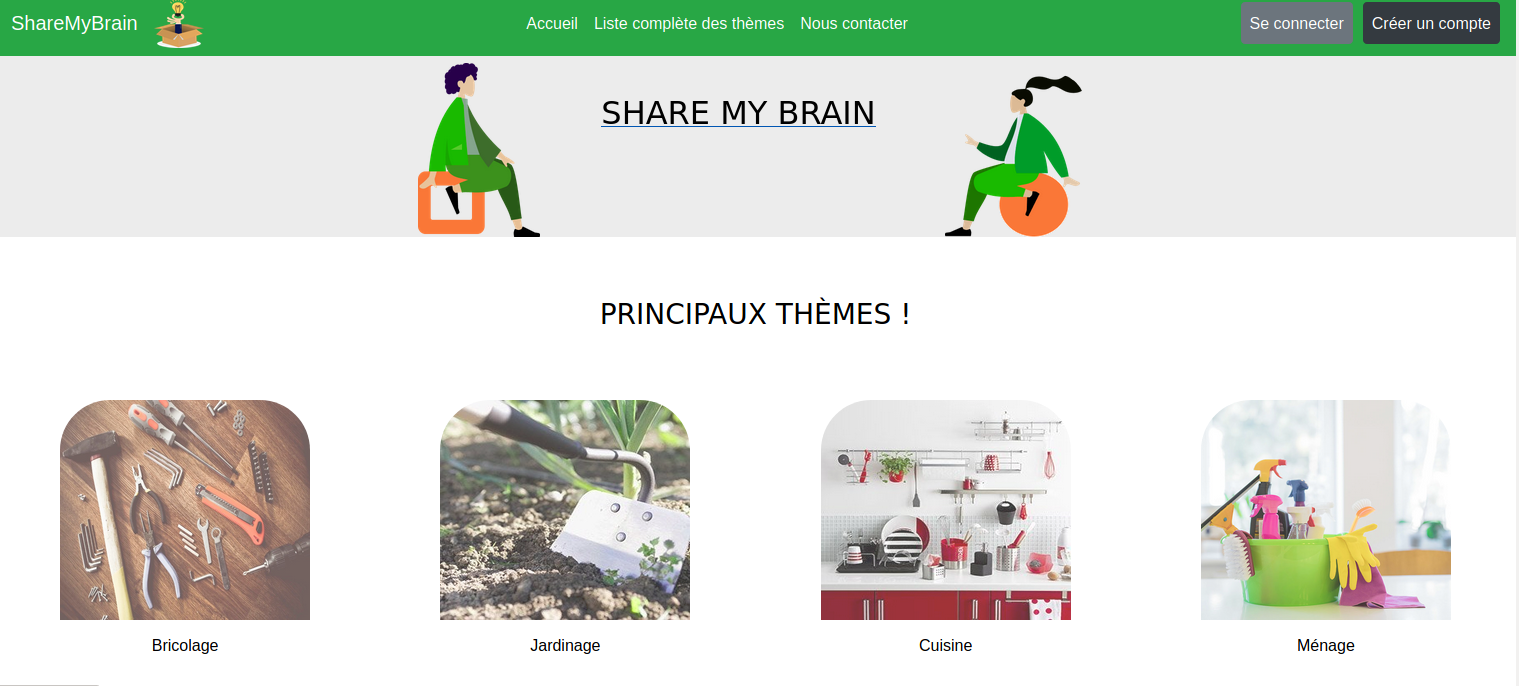 ShareMyBrain
Accueil Liste complète des thèmes Nous contacter
Se connecter Créer un compte
SHARE MY BRAIN
PRINCIPAUX THÈMES !
Bricolage
Jardinage
Cuisine
Ménage